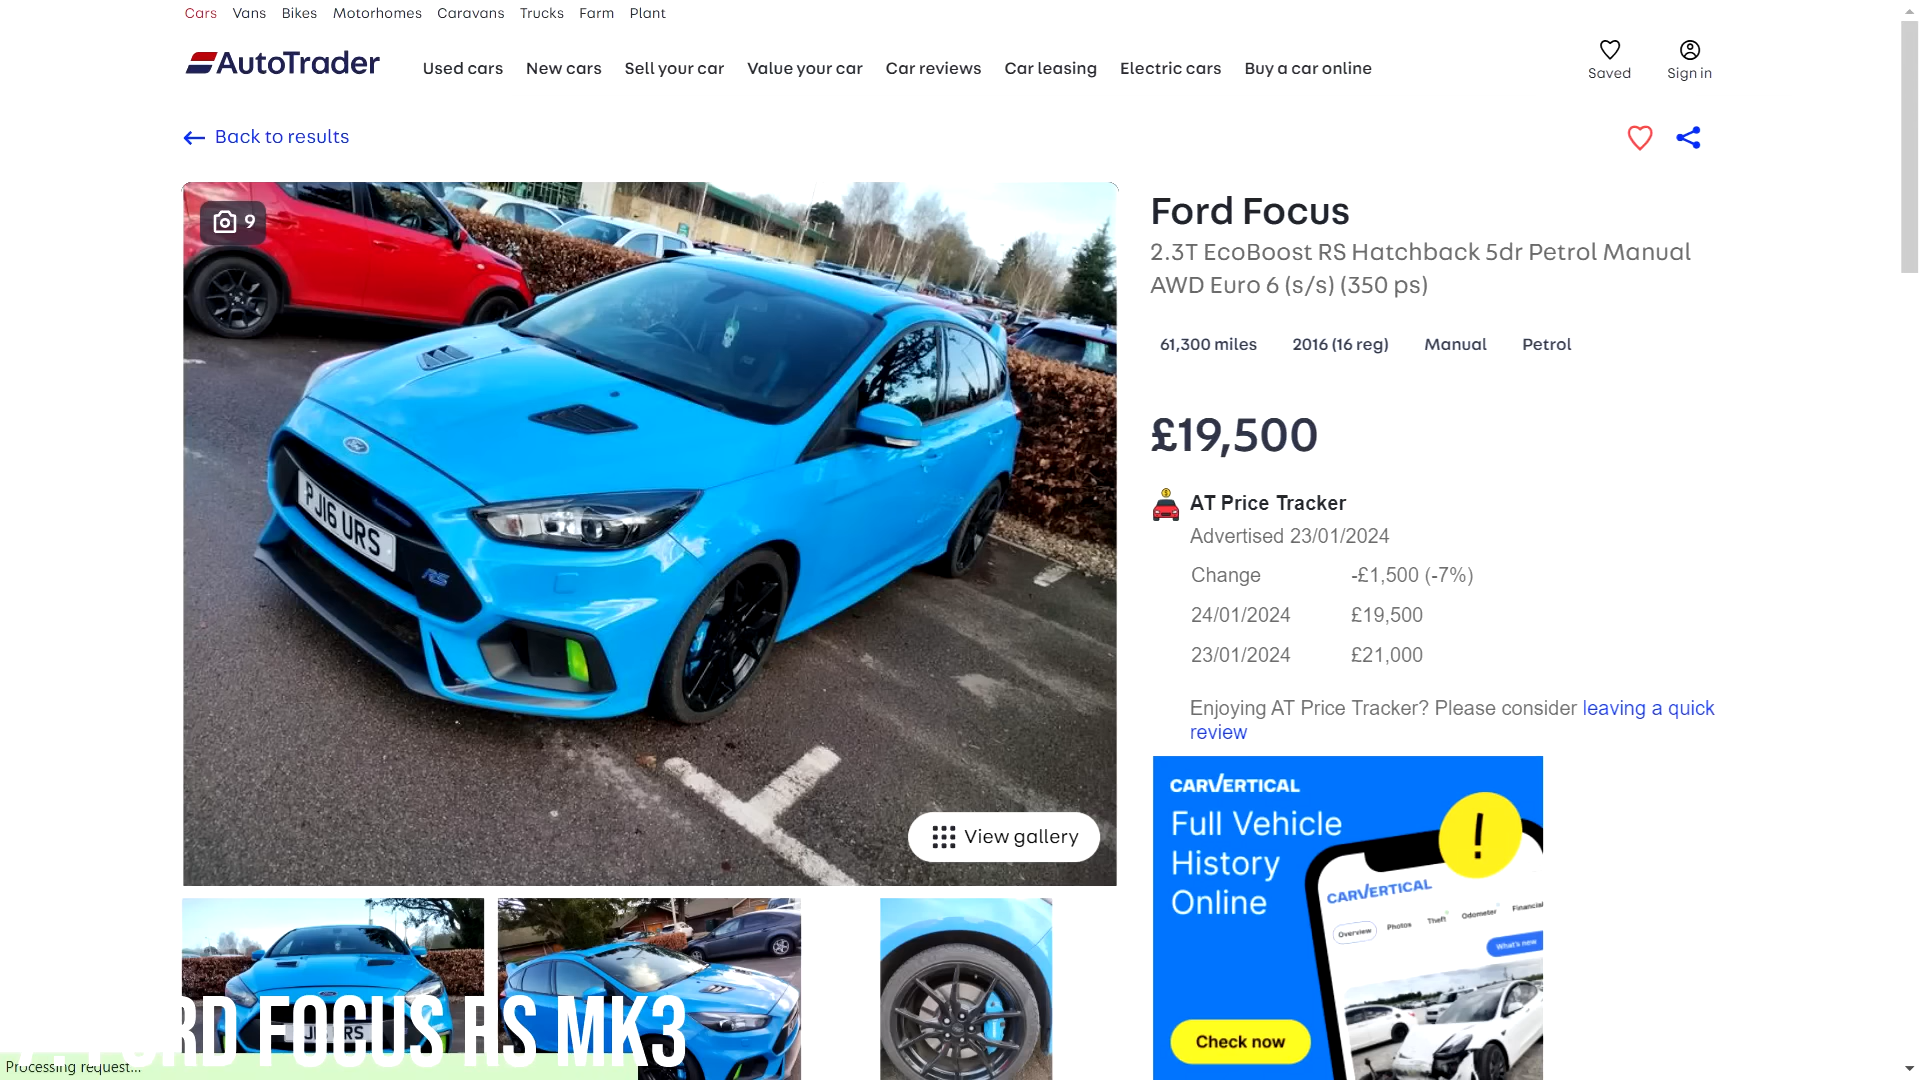 Cars Vans Bikes Motorhomes Caravans Trucks Farm Plant
AutoTrader
Used cars New cars Sell your car Value your car Car reviews Car leasing Electric cars Buy a car online
Saved Sign in
Back to results
9
PJ16 URS
RS
Ford
View gallery
Ford Focus
2.3T EcoBoost RS Hatchback 5dr Petrol Manual
AWD Euro 6 (s/s) (350 ps)
61,300 miles 2016 (16 reg) Manual Petrol
£19,500
AT Price Tracker
Advertised 23/01/2024
Change -£1,500 (-7%)
24/01/2024 £19,500
23/01/2024 £21,000
Enjoying AT Price Tracker? Please consider leaving a quick
review
CARVERTICAL
Full Vehicle
History
Online
!
CARVERTICAL
Overview Photos Theft Odometer Financial
What's new
Check now
FORD FOCUS RS MK3
Processing request...